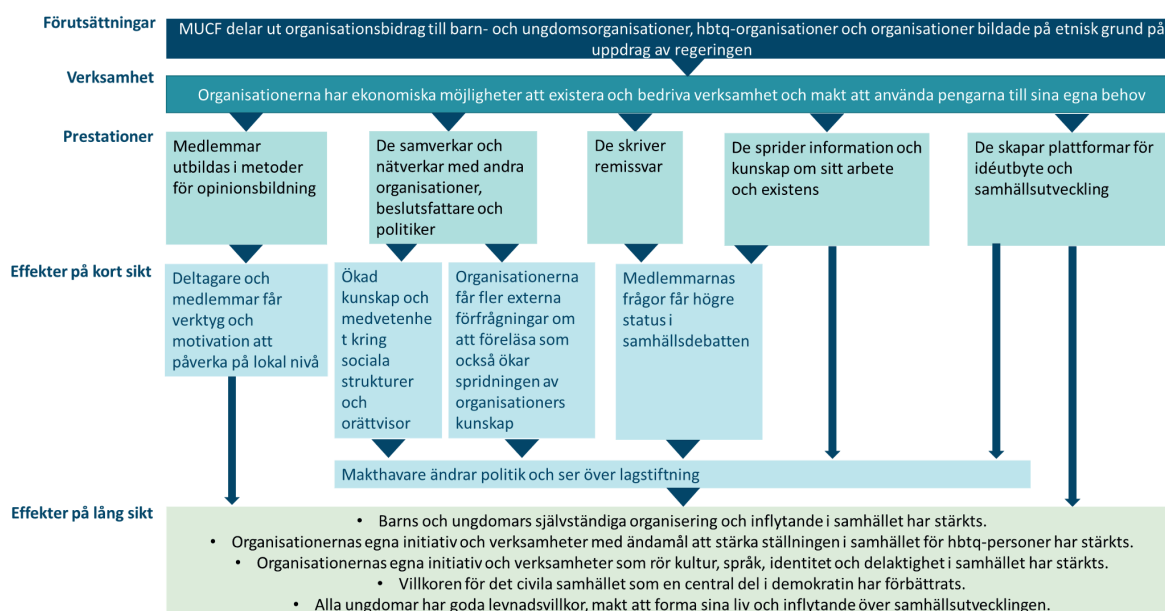 Förutsättningar
MUCF delar ut organisationsbidrag till barn- och ungdomsorganisationer, hbtq-organisationer och organisationer bildade på etnisk grund på
uppdrag av regeringen
Verksamhet
Organisationerna har ekonomiska möjligheter att existera och bedriva verksamhet och makt att använda pengarna till sina egna behov
Prestationer
Medlemmar
utbildas i metoder
för opinionsbildning
De samverkar och
nätverkar med andra
organisationer,
beslutsfattare och
politiker
De skriver
remissvar
De sprider information och
kunskap om sitt arbete
och existens
De skapar plattformar för
idéutbyte och
samhällsutveckling
Effekter på kort sikt
Deltagare och
medlemmar får
verktyg och
motivation att
påverka på lokal nivå
Ökad
kunskap och
medvetenhe
t kring
sociala
strukturer
och
orättvisor
Organisationerna
får fler externa
förfrågningar om
att föreläsa som
också ökar
spridningen av
organisationers
kunskap
Medlemmarnas
frågor får högre
status i
samhällsdebatten
Makthavare ändrar politik och ser över lagstiftning
Effekter på lång sikt
• Barns och ungdomars självständiga organisering och inflytande i samhället har stärkts.
• Organisationernas egna initiativ och verksamheter med ändamål att stärka ställningen i samhället för hbtq-personer har stärkts.
• Organisationernas egna initiativ och verksamheter som rör kultur, språk, identitet och delaktighet i samhället har stärkts.
• Villkoren för det civila samhället som en central del i demokratin har förbättrats.
• Alla ungdomar har goda levnadsvillkor, makt att forma sina liv och inflytande över samhällsutvecklingen.